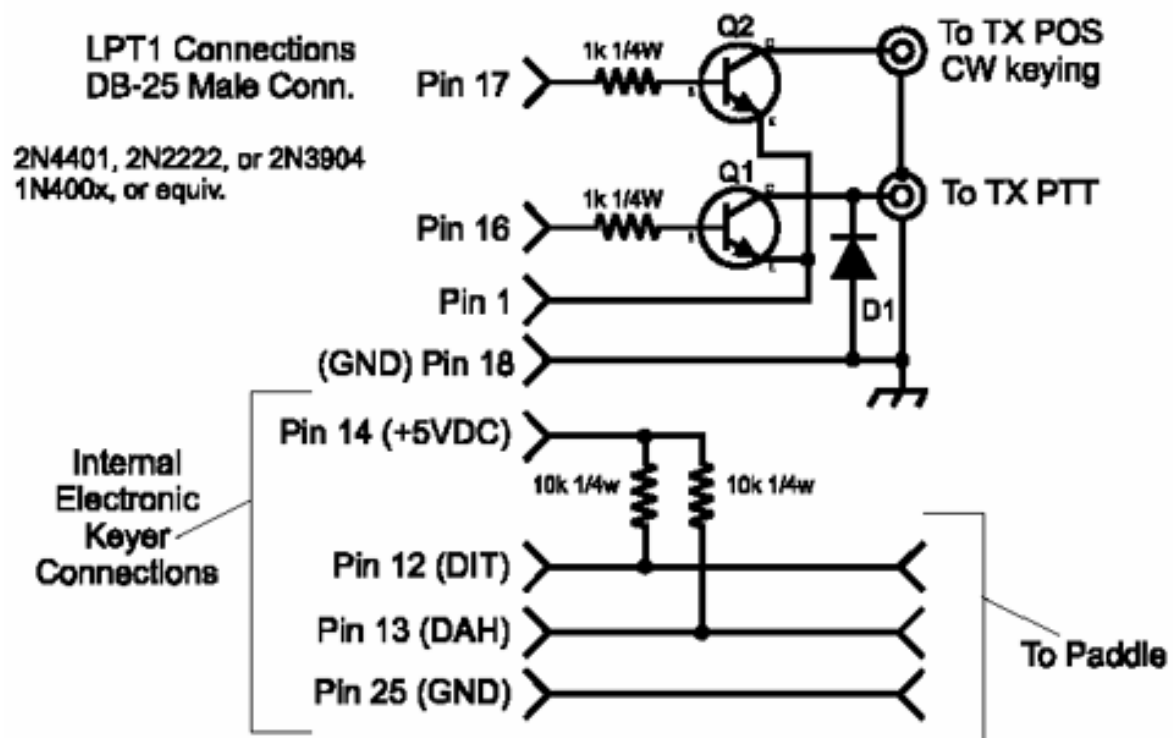 LPT1 Connections
DB-25 Male Conn.
2N4401, 2N2222, or 2N3904
1N400x, or equiv.
Pin 17
1k 1/4W
Q2
To TX POS
CW keying
Pin 16
1k 1/4W
Q1
To TX PTT
Pin 1
D1
(GND) Pin 18
Pin 14 (+5VDC)
10k 1/4w
10k 1/4w
Internal
Electronic
Keyer
Connections
Pin 12 (DIT)
Pin 13 (DAH)
Pin 25 (GND)
To Paddle